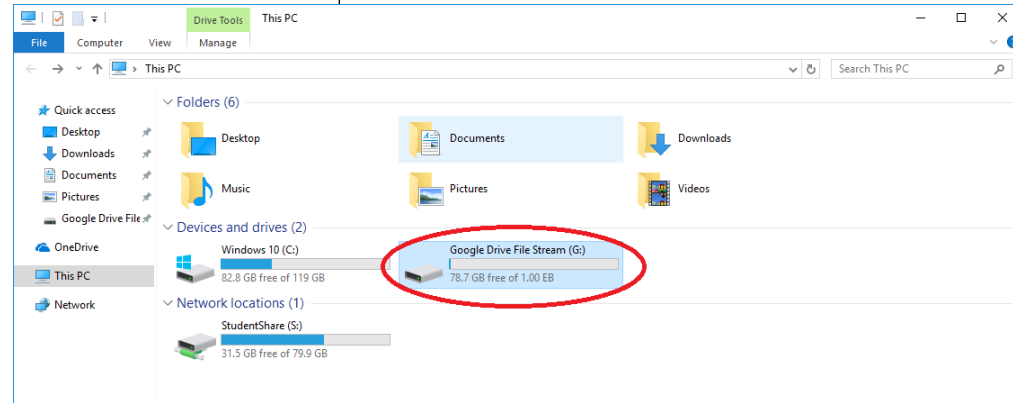 Drive Tools This PC
File Computer View Manage
This PC
Search This PC
Quick access
Desktop
Downloads
Documents
Pictures
Google Drive File
OneDrive
This PC
Network
Folders (6)
Desktop Documents Downloads
Music Pictures Videos
Devices and drives (2)
Windows 10 (C:) Google Drive File Stream (G:)
82.8 GB free of 119 GB 78.7 GB free of 1.00 EB
Network locations (1)
StudentShare (S:)
31.5 GB free of 79.9 GB